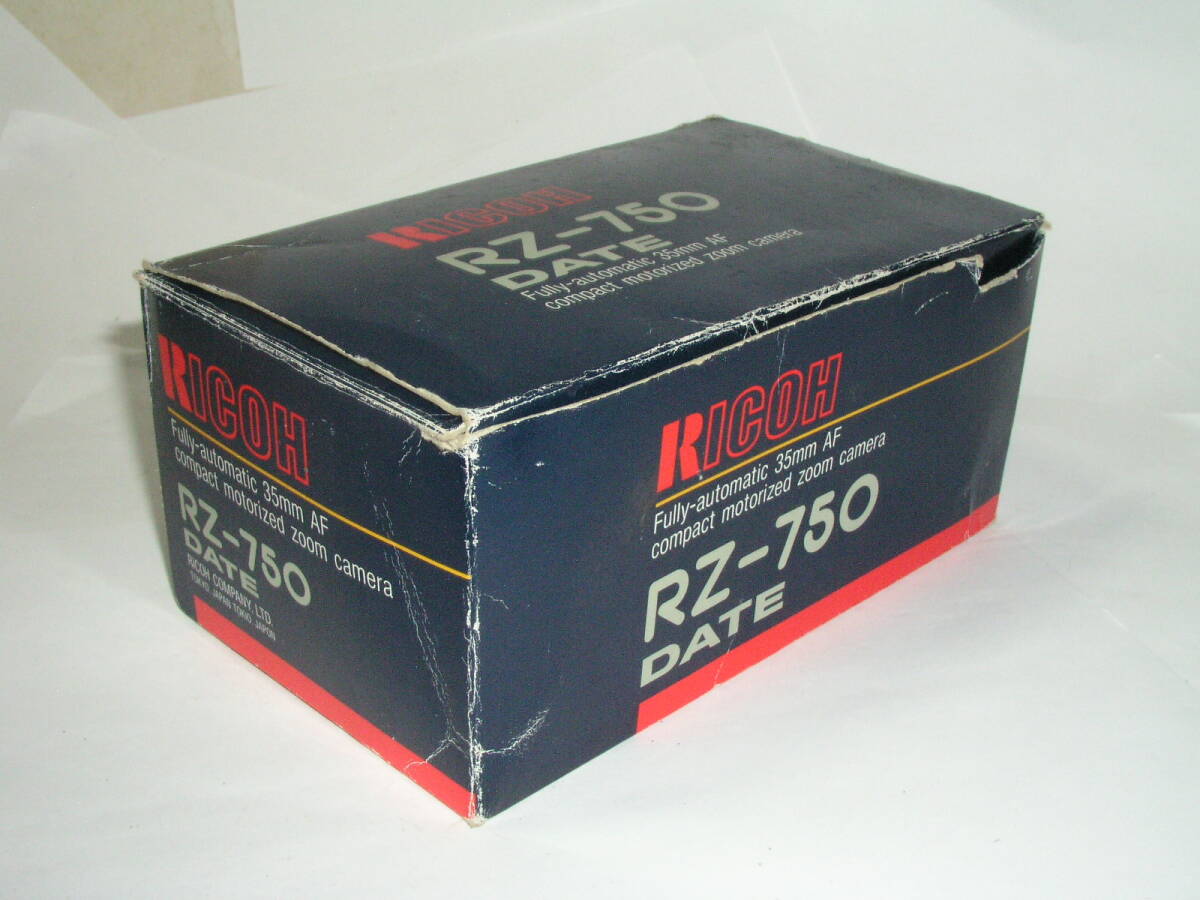 RICOH
RZ-750
DATE
Fully-automatic 35mm AF
compact motorized zoom camera
RICOH
Fully-automatic 35mm AF
compact motorized zoom camera
RZ-750
DATE
RICOH COMPANY, LTD.
TOKYO JAPAN TOKIO JAPON
RICOH
Fully-automatic 35mm AF
compact motorized zoom camera
RZ-750
DATE